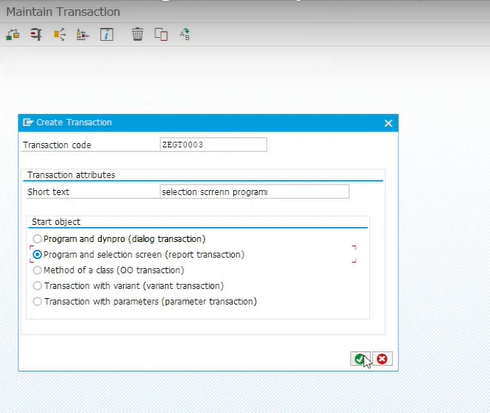 Maintain Transaction
Create Transaction
Transaction code ZEGT0003
Transaction attributes
Short text selection scrrenn program
Start object
Program and dynpro (dialog transaction)
Program and selection screen (report transaction)
Method of a class (OO transaction)
Transaction with variant (variant transaction)
Transaction with parameters (parameter transaction)